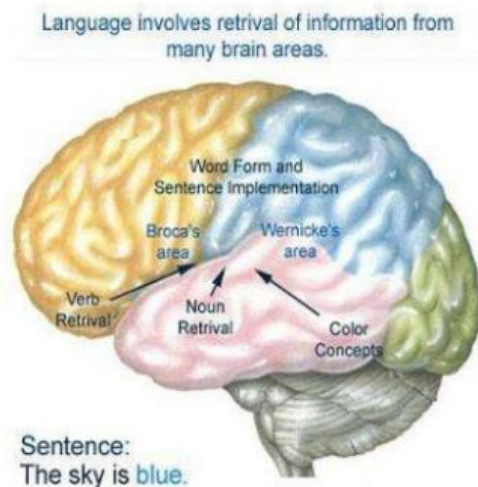 Language involves retrival of information from
many brain areas.
Word Form and
Sentence Implementation
Broca's
area
Wernicke's
area
Verb
Retrival
Noun
Retrival
Color
Concepts
Sentence:
The sky is blue.